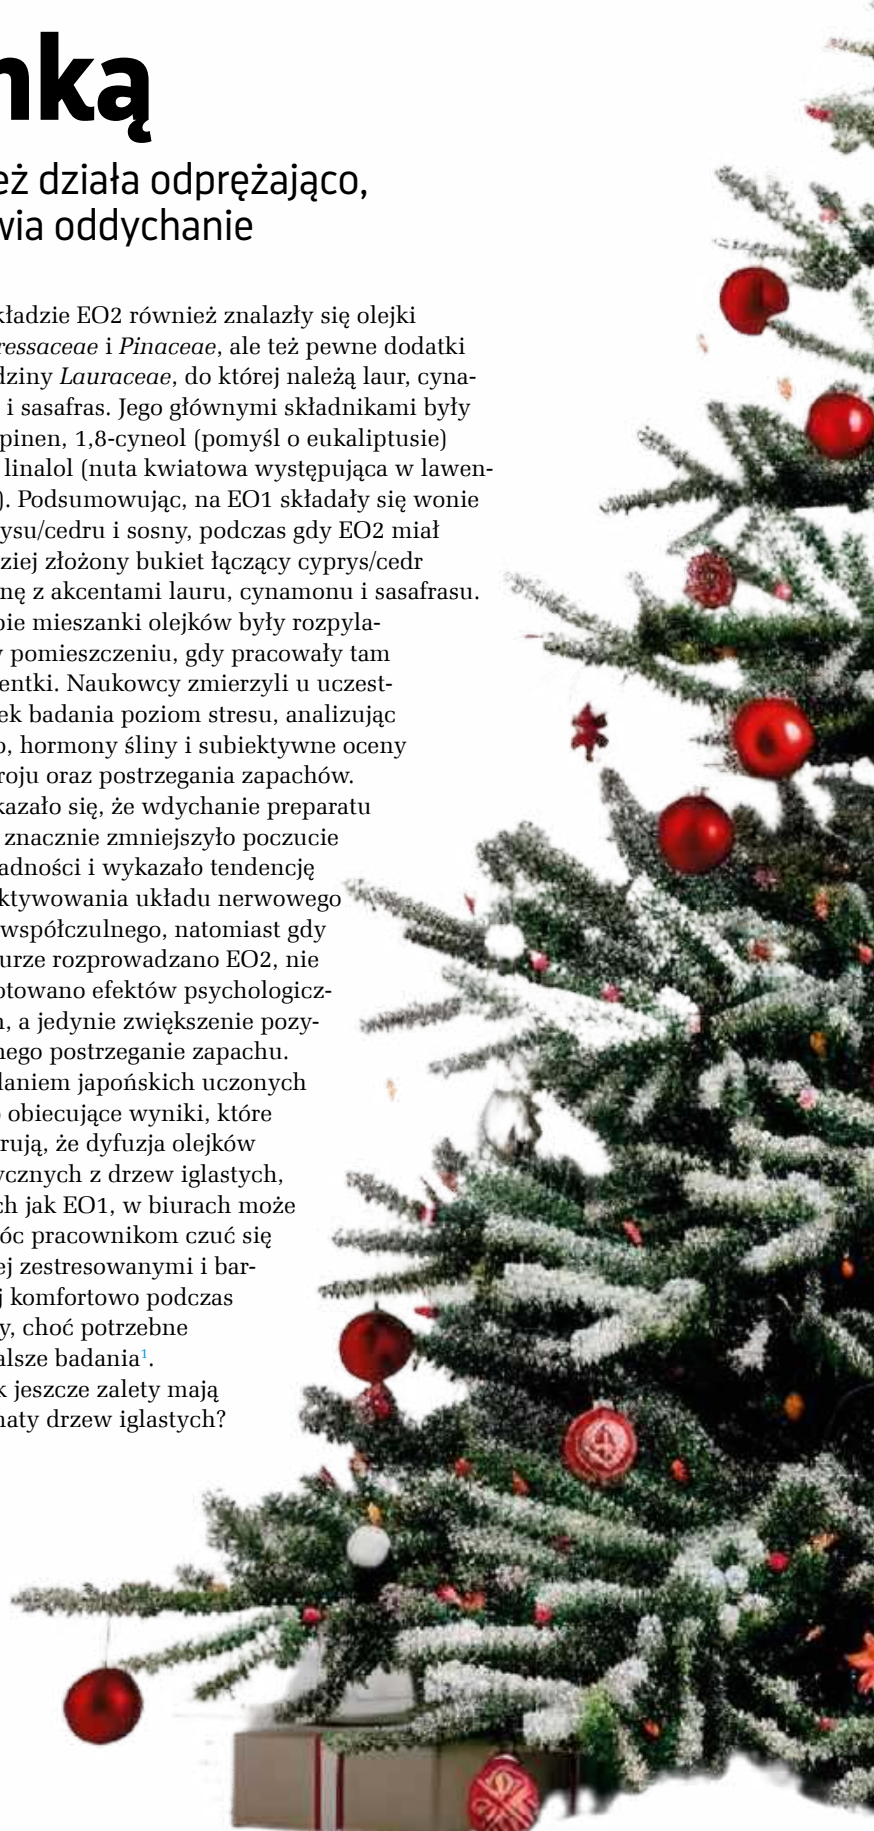 nką
eż działa odprężająco,
wia oddychanie
kładzie EO2 również znalazły się olejki
ressaceae i Pinaceae, ale też pewne dodatki
dziny Lauraceae, do której należą laur, cyna-
i sasafras. Jego głównymi składnikami były
pinen, 1,8-cyneol (pomyśl o eukaliptusie)
linalol (nuta kwiatowa występująca w lawen-
). Podsumowując, na EO1 składały się wonie
ysu/cedru i sosny, podczas gdy EO2 miał
ziej złożony bukiet łączący cyprys/cedr
nę z akcentami lauru, cynamonu i sasafrasu.
bie mieszanki olejków były rozpyla-
w pomieszczeniu, gdy pracowały tam
entki. Naukowcy zmierzyli u uczest-
ek badania poziom stresu, analizując
o, hormony śliny i subiektywne oceny
roju oraz postrzegania zapachów.
kazało się, że wdychanie preparatu
znacznie zmniejszyło poczucie
adności i wykazało tendencję
ktywowania układu nerwowego
współczulnego, natomiast gdy
urze rozprowadzano EO2, nie
otowano efektów psychologicz-
h, a jedynie zwiększenie pozy-
nego postrzeganie zapachu.
daniem japońskich uczonych
o obiecujące wyniki, które
rują, że dyfuzja olejków
ycznych z drzew iglastych,
ch jak EO1, w biurach może
óc pracownikom czuć się
ej zestresowanymi i bar-
j komfortowo podczas
y, choć potrzebne
alsze badania¹.
k jeszcze zalety mają
maty drzew iglastych?